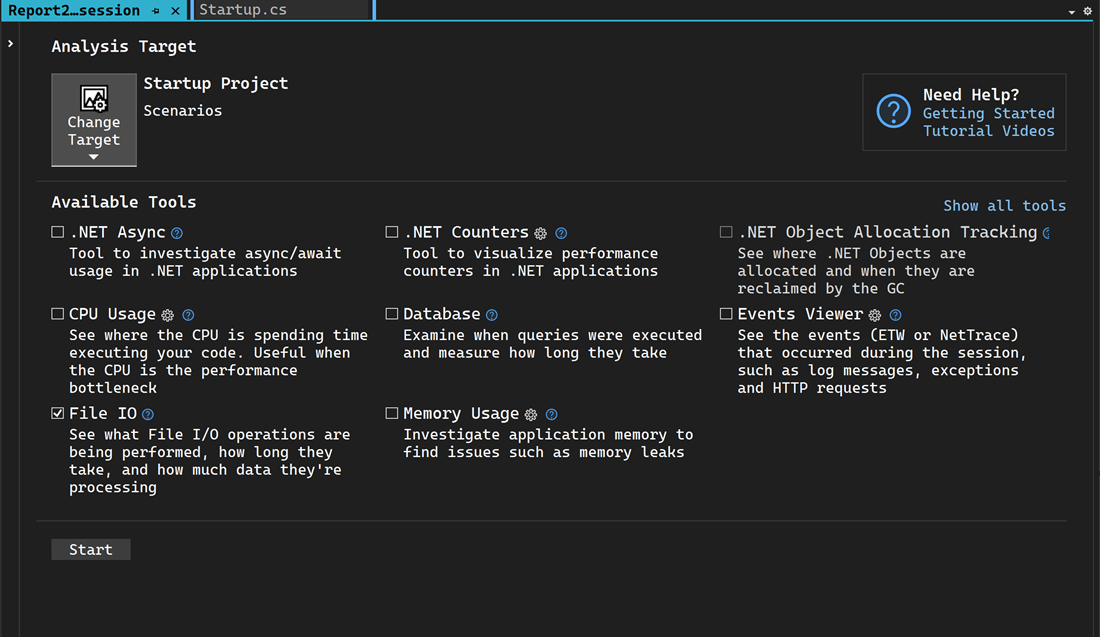 Report2…session
Startup.cs
Analysis Target
Change
Target
Startup Project
Scenarios
Need Help?
Getting Started
Tutorial Videos
Available Tools
Show all tools
.NET Async
Tool to investigate async/await
usage in .NET applications
.NET Counters
Tool to visualize performance
counters in .NET applications
.NET Object Allocation Tracking
See where .NET Objects are
allocated and when they are
reclaimed by the GC
CPU Usage
See where the CPU is spending time
executing your code. Useful when
the CPU is the performance
bottleneck
Database
Examine when queries were executed
and measure how long they take
Events Viewer
See the events (ETW or NetTrace)
that occurred during the session,
such as log messages, exceptions
and HTTP requests
File IO
See what File I/O operations are
being performed, how long they
take, and how much data they're
processing
Memory Usage
Investigate application memory to
find issues such as memory leaks
Start